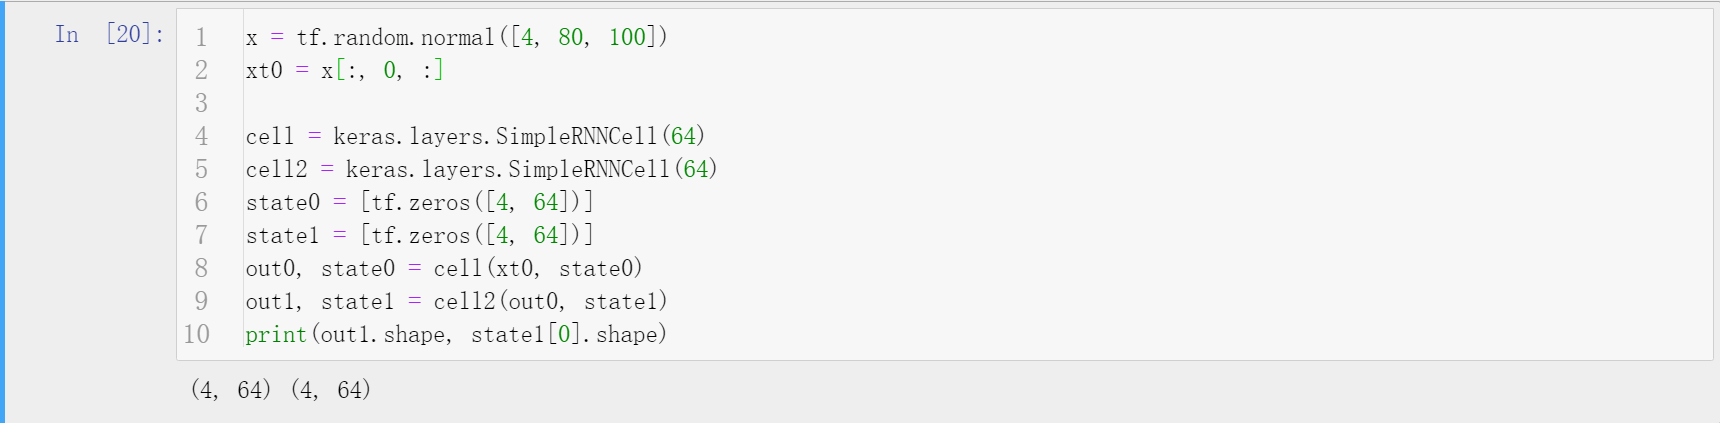 In [20]:
1 x = tf.random.normal([4, 80, 100])
2 xt0 = x[:, 0, :]
3
4 cell = keras.layers.SimpleRNNCell(64)
5 cell2 = keras.layers.SimpleRNNCell(64)
6 state0 = [tf.zeros([4, 64])]
7 state1 = [tf.zeros([4, 64])]
8 out0, state0 = cell(xt0, state0)
9 out1, state1 = cell2(out0, state1)
10 print(out1.shape, state1[0].shape)
(4, 64) (4, 64)